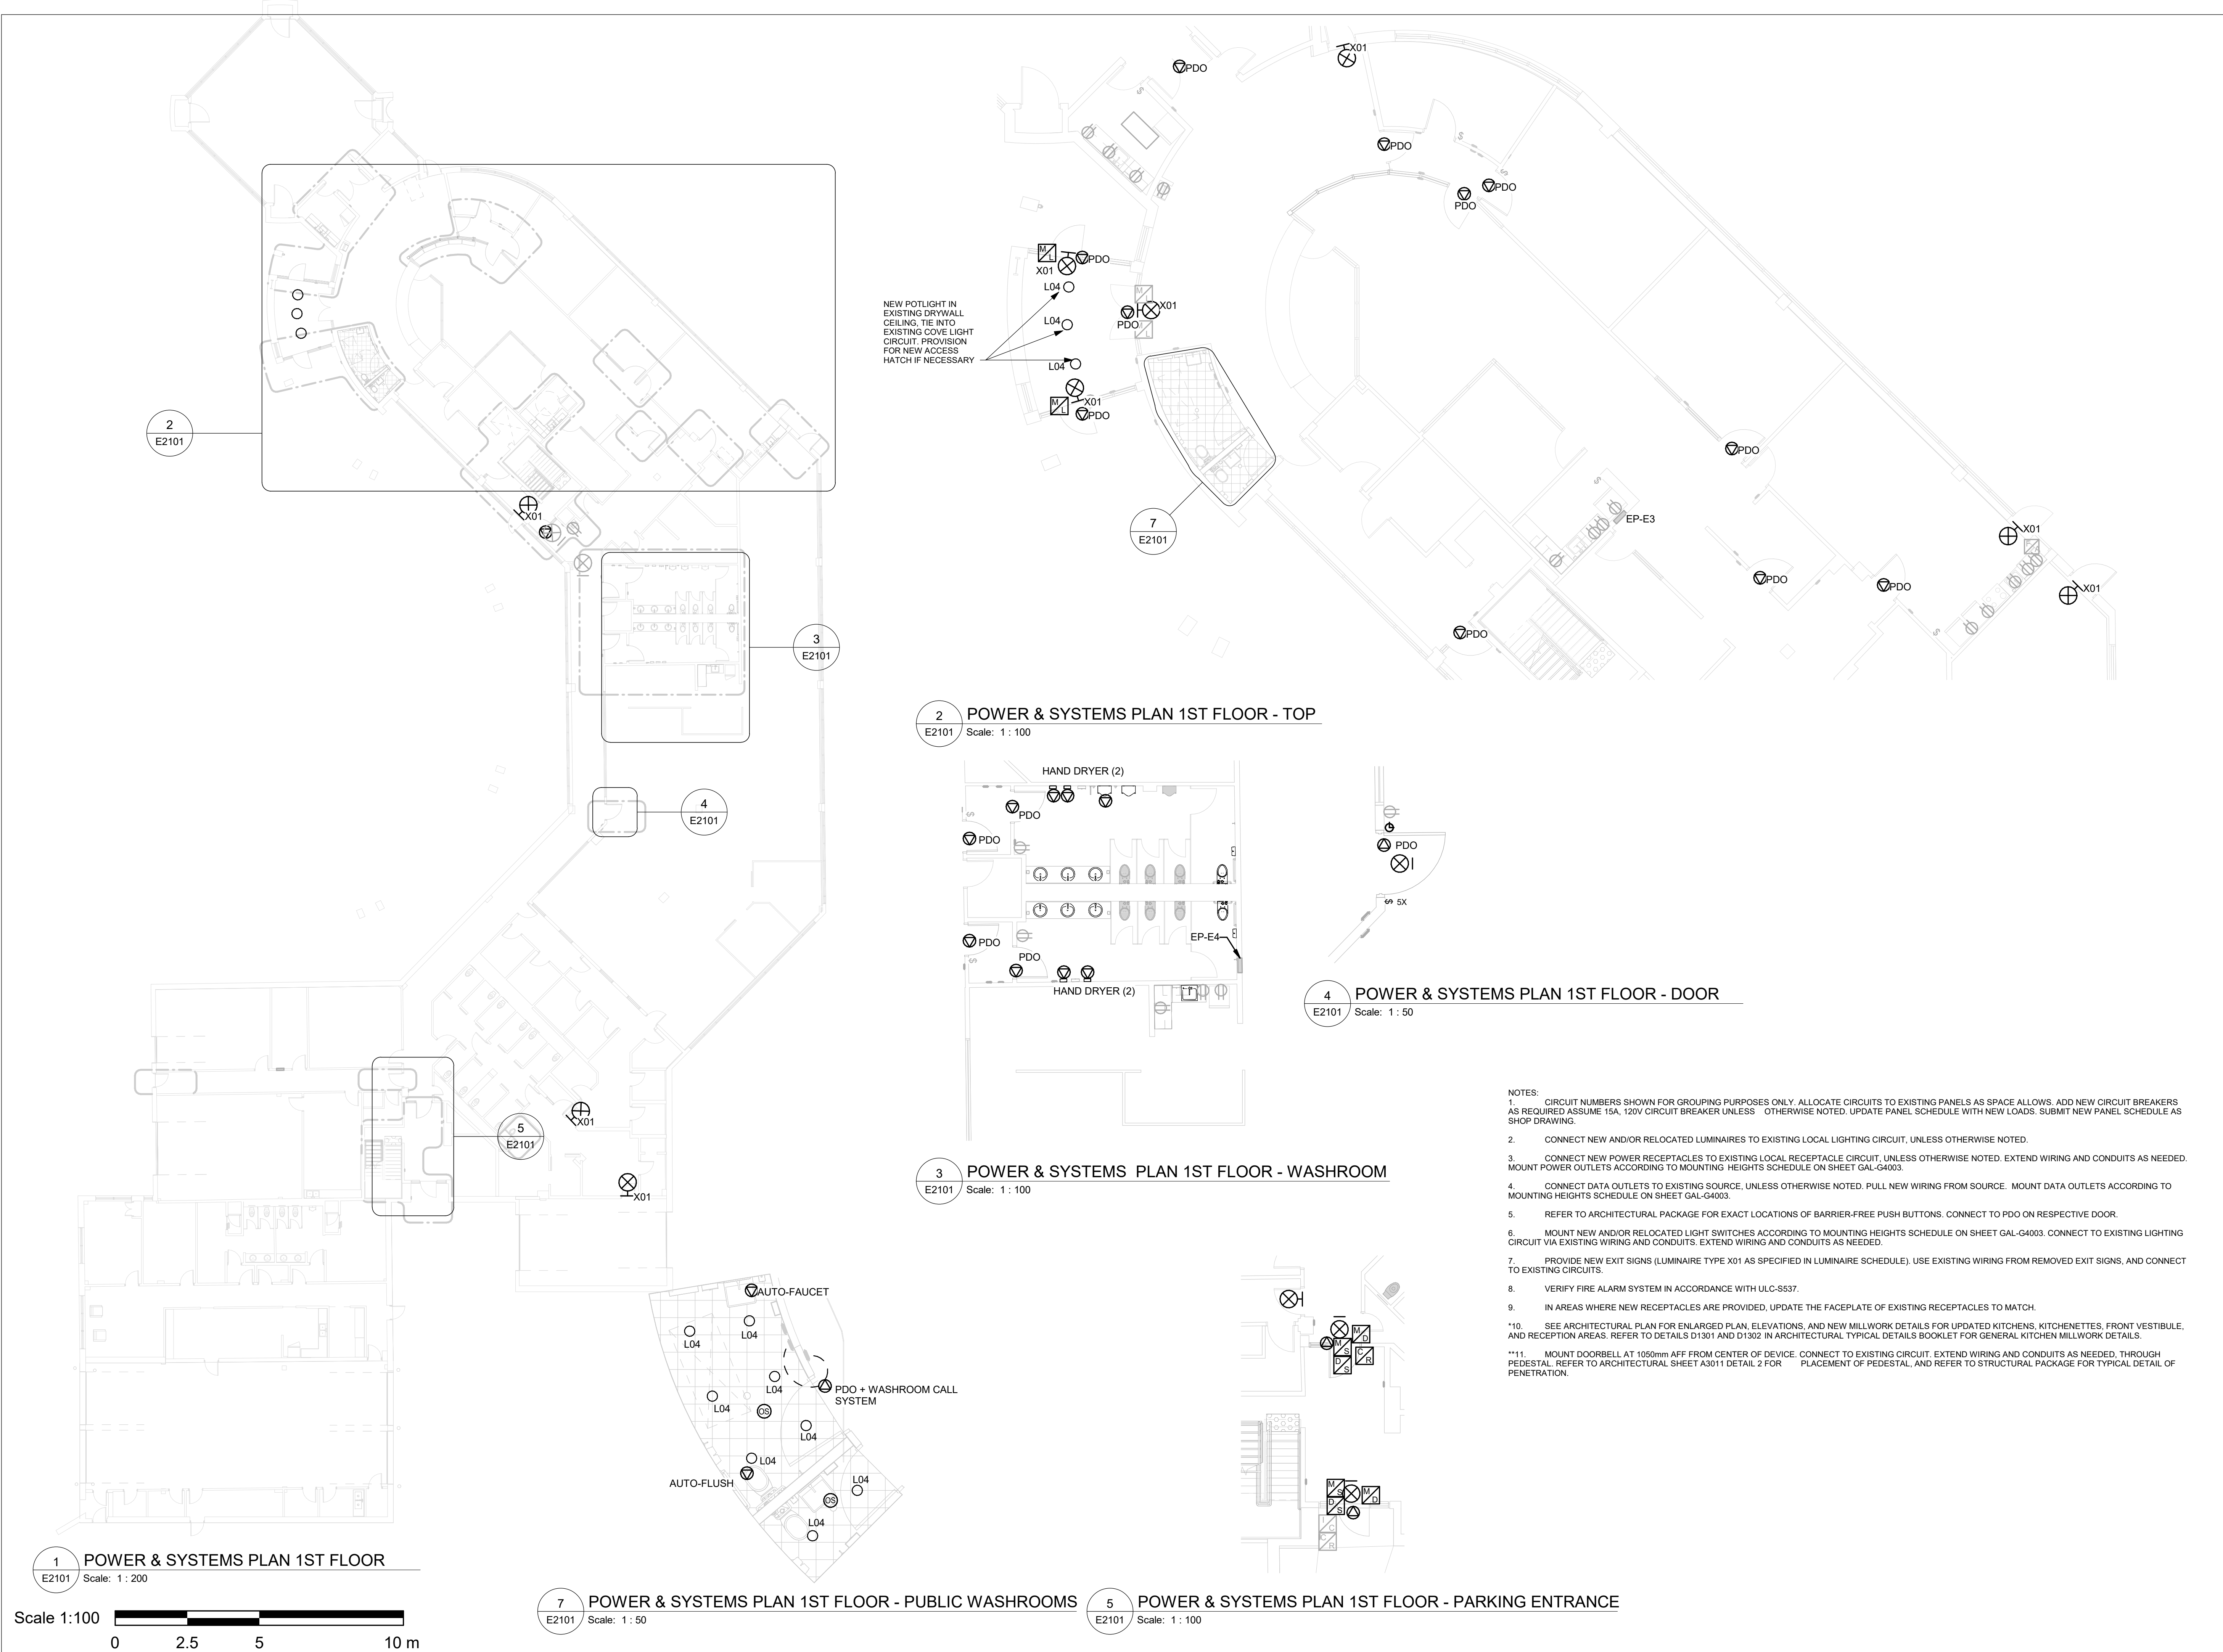 2
E2101
3
E2101
4
E2101
5
E2101
X01
X01
X01
1
E2101
POWER & SYSTEMS PLAN 1ST FLOOR
Scale: 1 : 200
Scale 1:100
0 2.5 5 10 m
PDO
X01
PDO
PDO
PDO
S
S
S
M L
X01
PDO
L04
M L
X01
PDO
L04
L04
M L
X01
PDO
NEW POTLIGHT IN
EXISTING DRYWALL
CEILING, TIE INTO
EXISTING COVE LIGHT
CIRCUIT. PROVISION
FOR NEW ACCESS
HATCH IF NECESSARY
7
E2101
PDO
S
EP-E3
X01
X01
PDO
PDO
PDO
S
2
E2101
POWER & SYSTEMS PLAN 1ST FLOOR - TOP
Scale: 1 : 100
HAND DRYER (2)
PDO
S
PDO
PDO
S
PDO
EP-E4
HAND DRYER (2)
3
E2101
POWER & SYSTEMS PLAN 1ST FLOOR - WASHROOM
Scale: 1 : 100
PDO
S 5X
4
E2101
POWER & SYSTEMS PLAN 1ST FLOOR - DOOR
Scale: 1 : 50
NOTES:
1. CIRCUIT NUMBERS SHOWN FOR GROUPING PURPOSES ONLY. ALLOCATE CIRCUITS TO EXISTING PANELS AS SPACE ALLOWS. ADD NEW CIRCUIT BREAKERS
AS REQUIRED ASSUME 15A, 120V CIRCUIT BREAKER UNLESS OTHERWISE NOTED. UPDATE PANEL SCHEDULE WITH NEW LOADS. SUBMIT NEW PANEL SCHEDULE AS
SHOP DRAWING.
2. CONNECT NEW AND/OR RELOCATED LUMINAIRES TO EXISTING LOCAL LIGHTING CIRCUIT, UNLESS OTHERWISE NOTED.
3. CONNECT NEW POWER RECEPTACLES TO EXISTING LOCAL RECEPTACLE CIRCUIT, UNLESS OTHERWISE NOTED. EXTEND WIRING AND CONDUITS AS NEEDED.
MOUNT POWER OUTLETS ACCORDING TO MOUNTING HEIGHTS SCHEDULE ON SHEET GAL-G4003.
4. CONNECT DATA OUTLETS TO EXISTING SOURCE, UNLESS OTHERWISE NOTED. PULL NEW WIRING FROM SOURCE. MOUNT DATA OUTLETS ACCORDING TO
MOUNTING HEIGHTS SCHEDULE ON SHEET GAL-G4003.
5. REFER TO ARCHITECTURAL PACKAGE FOR EXACT LOCATIONS OF BARRIER-FREE PUSH BUTTONS. CONNECT TO PDO ON RESPECTIVE DOOR.
6. MOUNT NEW AND/OR RELOCATED LIGHT SWITCHES ACCORDING TO MOUNTING HEIGHTS SCHEDULE ON SHEET GAL-G4003. CONNECT TO EXISTING LIGHTING
CIRCUIT VIA EXISTING WIRING AND CONDUITS. EXTEND WIRING AND CONDUITS AS NEEDED.
7. PROVIDE NEW EXIT SIGNS (LUMINAIRE TYPE X01 AS SPECIFIED IN LUMINAIRE SCHEDULE). USE EXISTING WIRING FROM REMOVED EXIT SIGNS, AND CONNECT
TO EXISTING CIRCUITS.
8. VERIFY FIRE ALARM SYSTEM IN ACCORDANCE WITH ULC-S537.
9. IN AREAS WHERE NEW RECEPTACLES ARE PROVIDED, UPDATE THE FACEPLATE OF EXISTING RECEPTACLES TO MATCH.
*10. SEE ARCHITECTURAL PLAN FOR ENLARGED PLAN, ELEVATIONS, AND NEW MILLWORK DETAILS FOR UPDATED KITCHENS, KITCHENETTES, FRONT VESTIBULE,
AND RECEPTION AREAS. REFER TO DETAILS D1301 AND D1302 IN ARCHITECTURAL TYPICAL DETAILS BOOKLET FOR GENERAL KITCHEN MILLWORK DETAILS.
**11. MOUNT DOORBELL AT 1050mm AFF FROM CENTER OF DEVICE. CONNECT TO EXISTING CIRCUIT. EXTEND WIRING AND CONDUITS AS NEEDED, THROUGH
PEDESTAL. REFER TO ARCHITECTURAL SHEET A3011 DETAIL 2 FOR PLACEMENT OF PEDESTAL, AND REFER TO STRUCTURAL PACKAGE FOR TYPICAL DETAIL OF
PENETRATION.
AUTO-FAUCET
L04
L04
L04
PDO + WASHROOM CALL
SYSTEM
L04
OS
L04
L04
AUTO-FLUSH
L04
OS
L04
7
E2101
POWER & SYSTEMS PLAN 1ST FLOOR - PUBLIC WASHROOMS
Scale: 1 : 50
M D
M S
C R
D S
M S
M D
D S
I C
C R
5
E2101
POWER & SYSTEMS PLAN 1ST FLOOR - PARKING ENTRANCE
Scale: 1 : 100